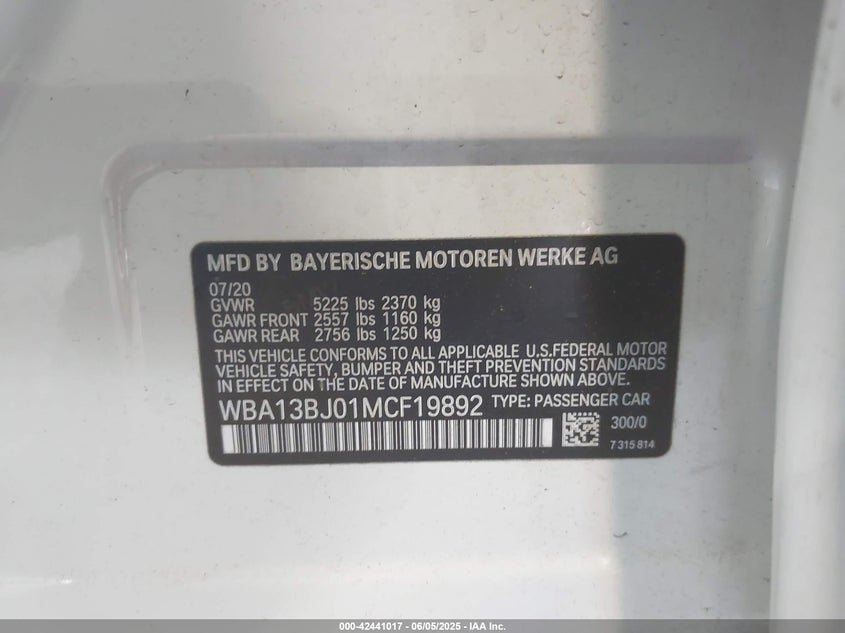 MFD BY BAYERISCHE MOTOREN WERKE AG
07/20
GVWR 5225 lbs 2370 kg
GAWR FRONT 2557 lbs 1160 kg
GAWR REAR 2756 lbs 1250 kg
THIS VEHICLE CONFORMS TO ALL APPLICABLE U.S.FEDERAL MOTOR
VEHICLE SAFETY, BUMPER AND THEFT PREVENTION STANDARDS
IN EFFECT ON THE DATE OF MANUFACTURE SHOWN ABOVE.
WBA13BJ01MCF19892 TYPE: PASSENGER CAR
300/0
7 315 814
000-42441017 - 06/05/2025 - IAA Inc.